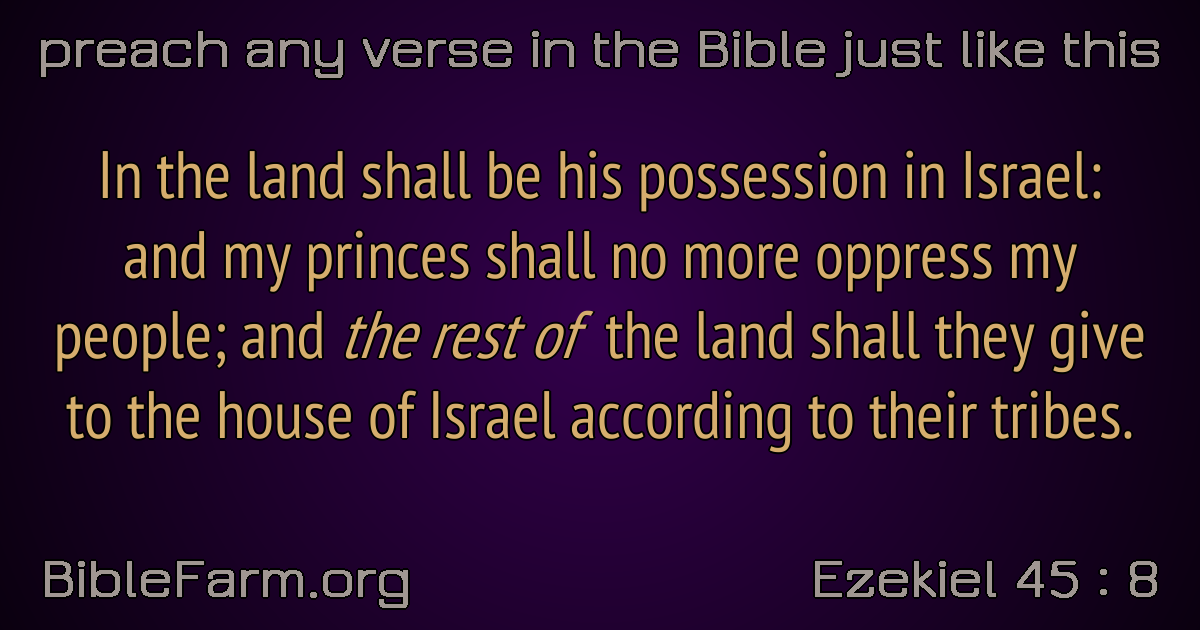 preach any verse in the Bible just like this
In the land shall be his possession in Israel:
and my princes shall no more oppress my
people; and the rest of the land shall they give
to the house of Israel according to their tribes.
BibleFarm.org
Ezekiel 45 : 8